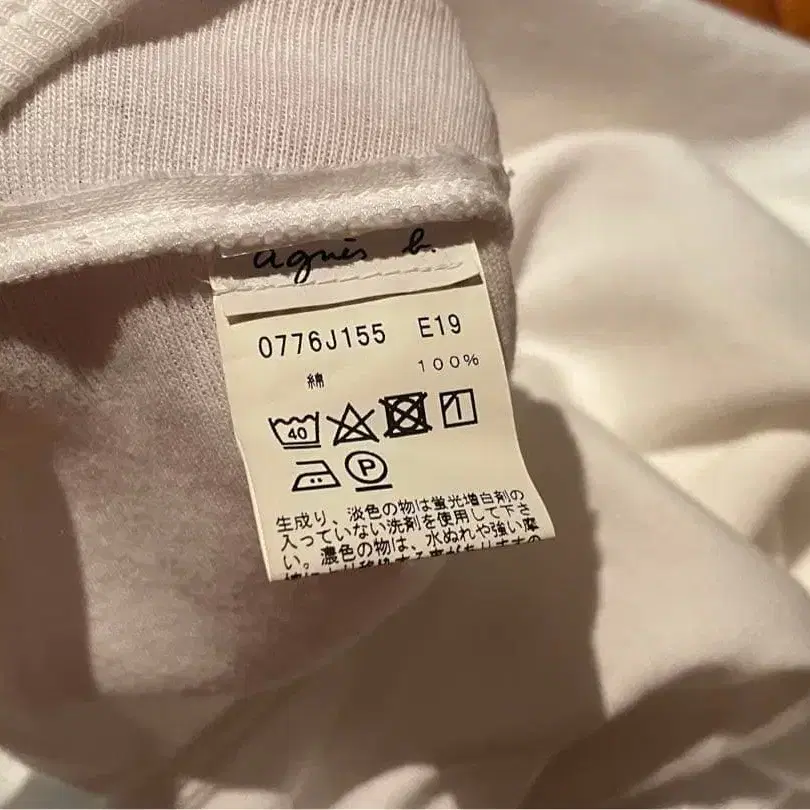 agnès b.
0776J155 E19
綿 100%
40
P
生成り、淡色の物は蛍光増白剤の
入っていない洗剤を使用して下さ
い。濃色の物は、水ぬれや強い摩